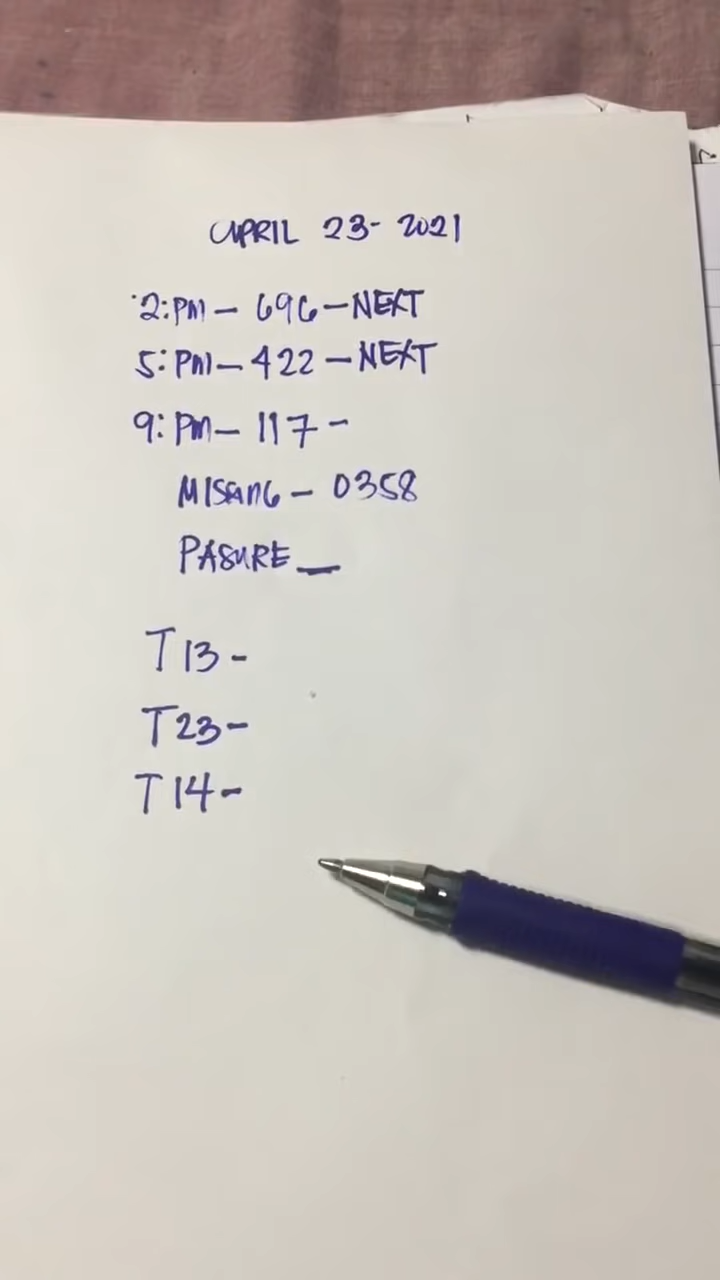 APRIL 23- 2021
2:PM - 696 - NEXT
5:PM - 422 - NEXT
9:PM - 117 -
MISANG - 0358
PASURE _
T13-
T23-
T14-